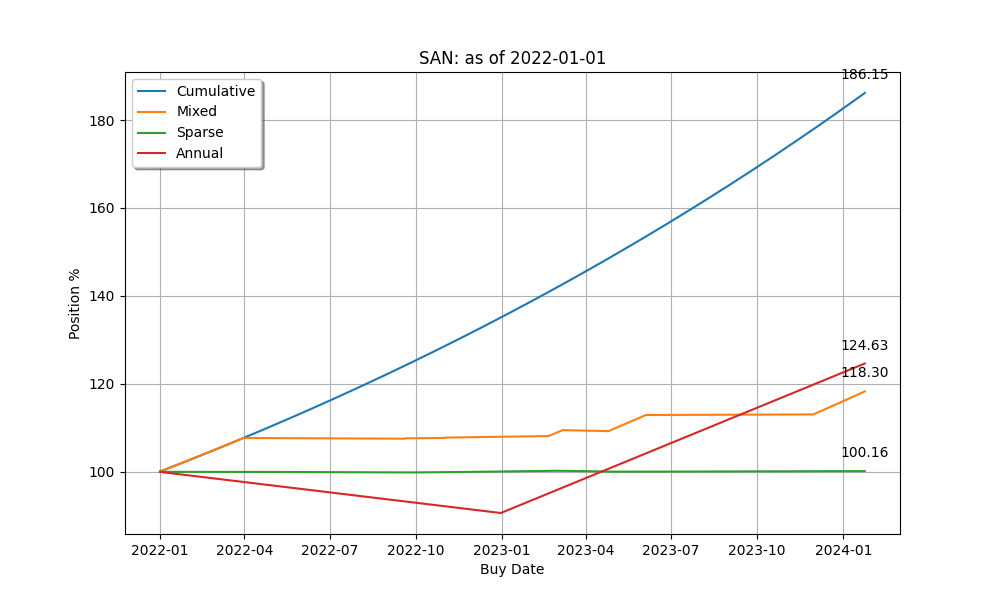 SAN: as of 2022-01-01
Cumulative
Mixed
Sparse
Annual
186.15
124.63
118.30
100.16
180
160
140
120
100
Position %
2022-01 2022-04 2022-07 2022-10 2023-01 2023-04 2023-07 2023-10 2024-01
Buy Date